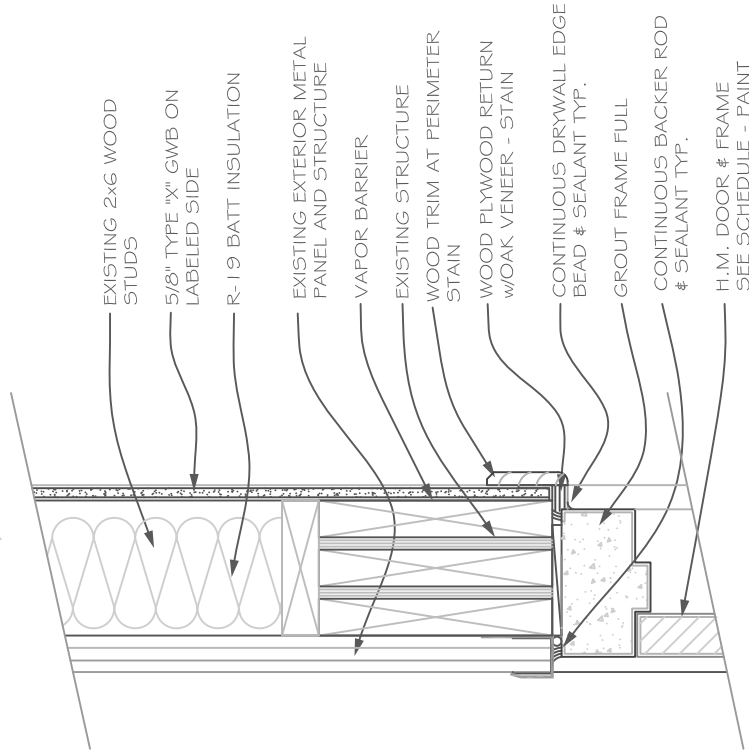 EXISTING 2x6 WOOD
STUDS
5/8" TYPE "X" GWB ON
LABELED SIDE
R-19 BATT INSULATION
EXISTING EXTERIOR METAL
PANEL AND STRUCTURE
VAPOR BARRIER
EXISTING STRUCTURE
WOOD TRIM AT PERIMETER
STAIN
WOOD PLYWOOD RETURN
w/OAK VENEER - STAIN
CONTINUOUS DRYWALL EDGE
BEAD & SEALANT TYP.
GROUT FRAME FULL
CONTINUOUS BACKER ROD
& SEALANT TYP.
H.M. DOOR & FRAME
SEE SCHEDULE - PAINT